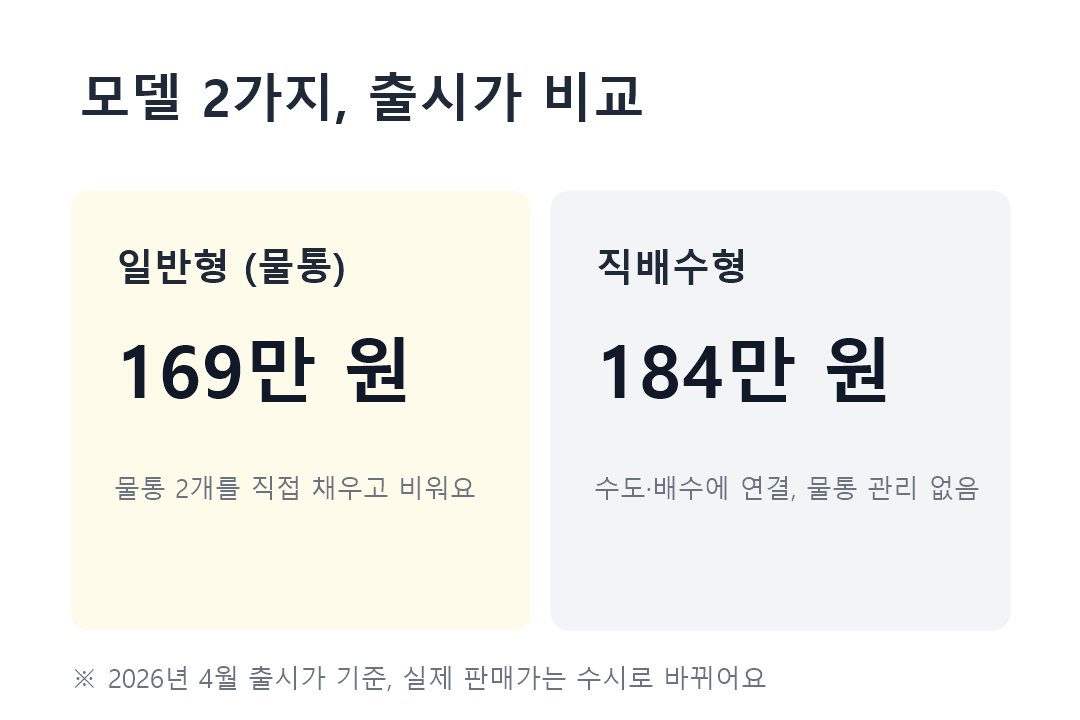 모델 2가지, 출시가 비교
일반형 (물통)
169만 원
물통 2개를 직접 채우고 비워요
직배수형
184만 원
수도·배수에 연결, 물통 관리 없음
※ 2026년 4월 출시가 기준, 실제 판매가는 수시로 바뀌어요